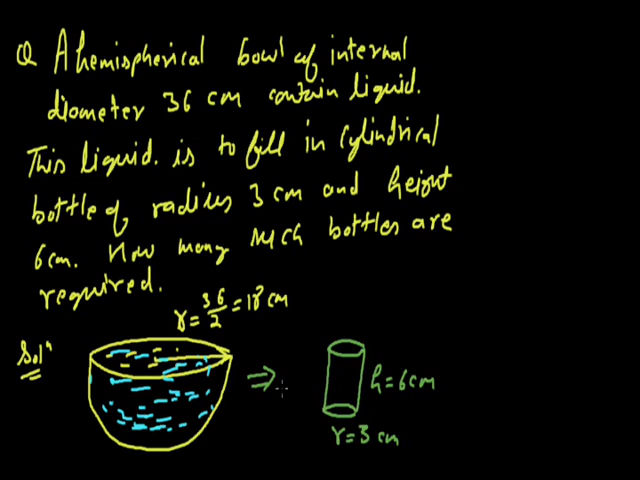 Q A hemispherical bowl of internal
diameter 36 cm contain liquid.
This liquid. is to fill in cylindrical
bottle of radius 3 cm and height
6cm. How many such bottles are
required.
r = 36/2 = 18 cm
Solⁿ
⇒
h = 6cm
r = 3 cm